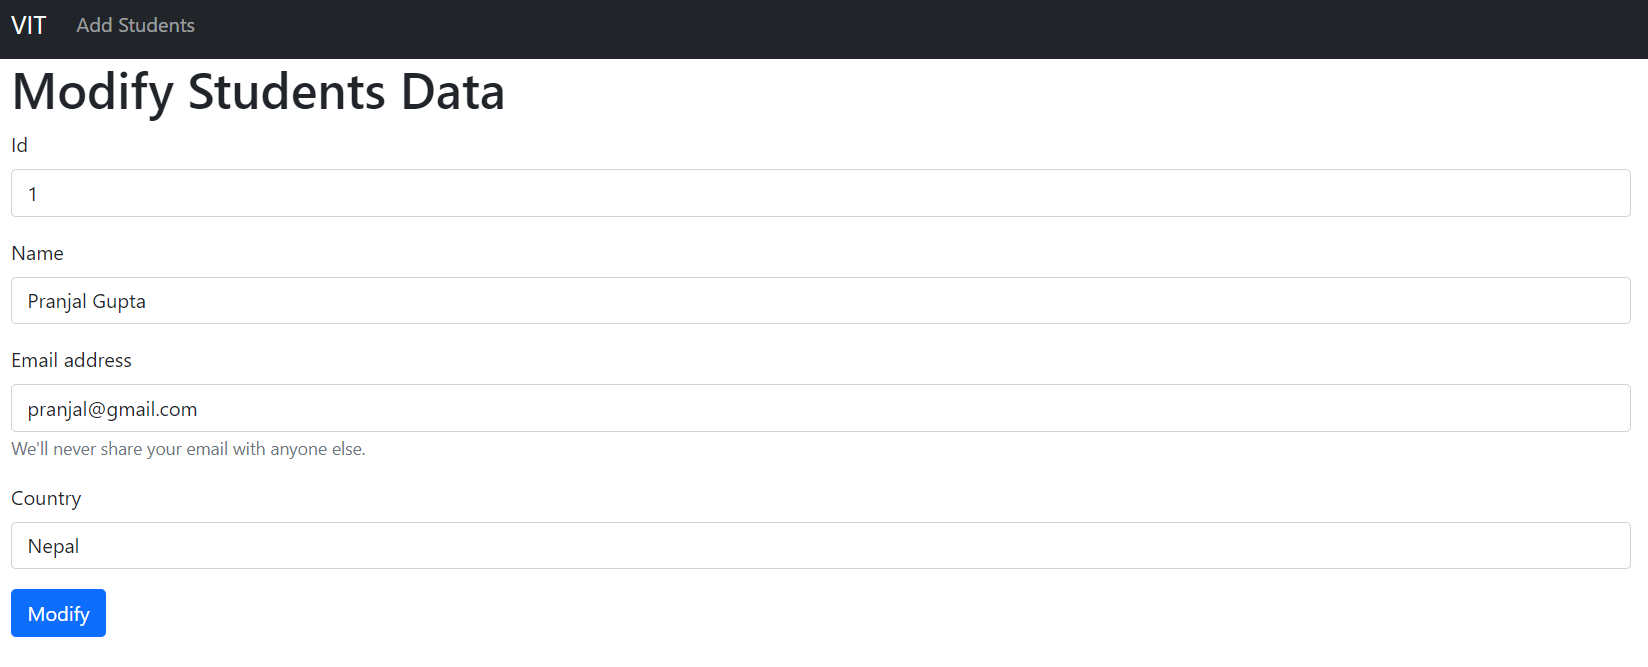 VIT Add Students
Modify Students Data
Id
1
Name
Pranjal Gupta
Email address
pranjal@gmail.com
We'll never share your email with anyone else.
Country
Nepal
Modify